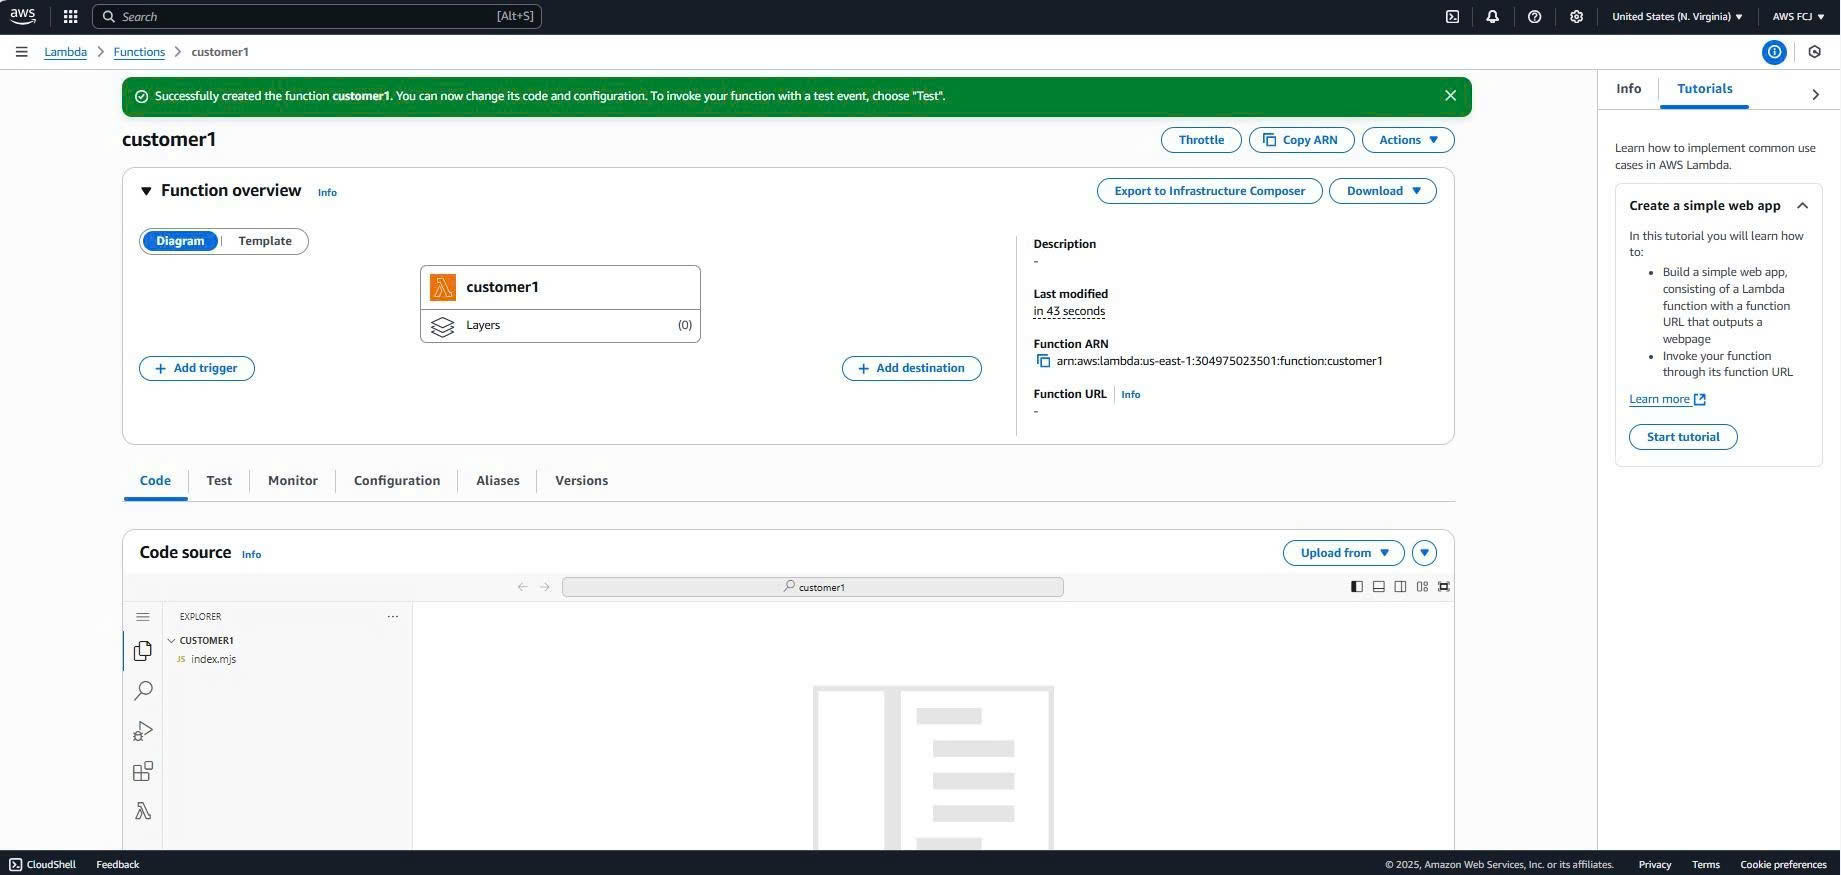 aws
Search [Alt+S]
United States (N. Virginia) ▼
AWS FCJ ▼
Lambda > Functions > customer1
Successfully created the function customer1. You can now change its code and configuration. To invoke your function with a test event, choose "Test".
customer1
Throttle
Copy ARN
Actions ▼
Function overview Info
Export to Infrastructure Composer
Download ▼
Diagram
Template
customer1
Layers (0)
+ Add trigger
+ Add destination
Description
-
Last modified
in 43 seconds
Function ARN
arn:aws:lambda:us-east-1:304975023501:function:customer1
Function URL Info
-
Code
Test
Monitor
Configuration
Aliases
Versions
Code source Info
Upload from ▼
customer1
EXPLORER
CUSTOMER1
JS index.mjs
Info
Tutorials
Learn how to implement common use
cases in AWS Lambda.
Create a simple web app
In this tutorial you will learn how
to:
• Build a simple web app,
consisting of a Lambda
function with a function
URL that outputs a
webpage
• Invoke your function
through its function URL
Learn more
Start tutorial
CloudShell
Feedback
© 2025, Amazon Web Services, Inc. or its affiliates.
Privacy
Terms
Cookie preferences